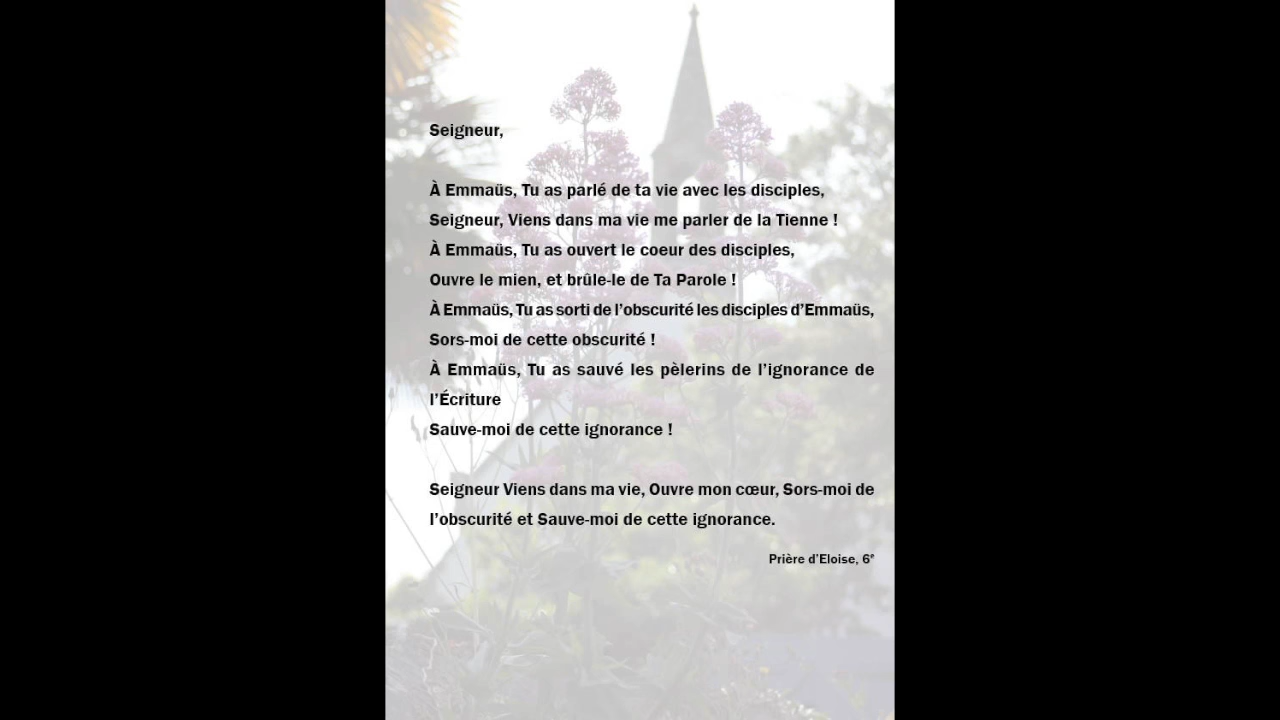 Seigneur,
À Emmaüs, Tu as parlé de ta vie avec les disciples,
Seigneur, Viens dans ma vie me parler de la Tienne !
À Emmaüs, Tu as ouvert le coeur des disciples,
Ouvre le mien, et brûle-le de Ta Parole !
À Emmaüs, Tu as sorti de l’obscurité les disciples d’Emmaüs,
Sors-moi de cette obscurité !
À Emmaüs, Tu as sauvé les pèlerins de l’ignorance de
l’Écriture
Sauve-moi de cette ignorance !
Seigneur Viens dans ma vie, Ouvre mon cœur, Sors-moi de
l’obscurité et Sauve-moi de cette ignorance.
Prière d’Eloise, 6e